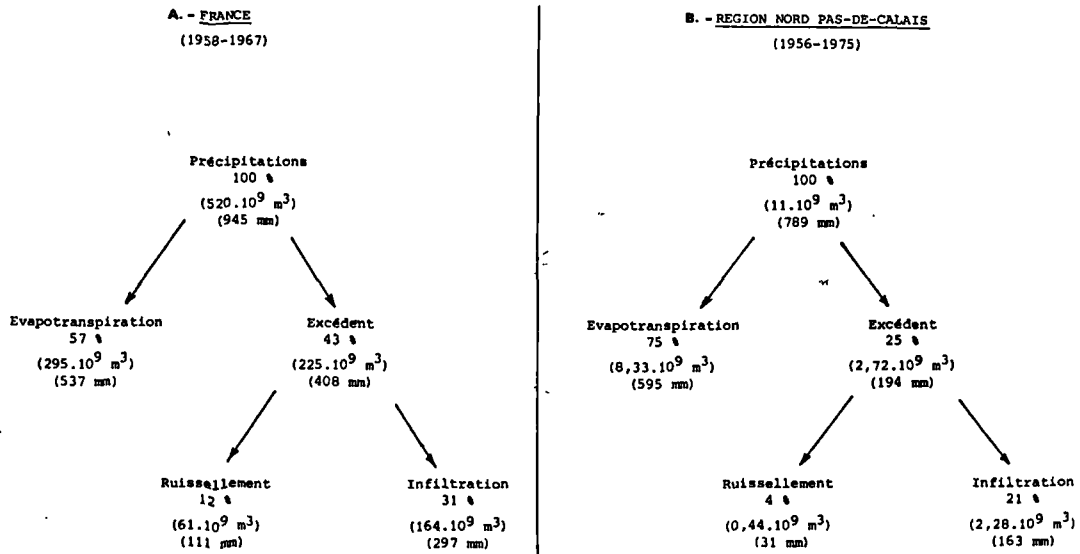 A. - FRANCE
(1958-1967)
Précipitations
100 %
(520.10⁹ m³)
(945 mm)
Evapotranspiration
57 %
(295.10⁹ m³)
(537 mm)
Excédent
43 %
(225.10⁹ m³)
(408 mm)
Ruissellement
12 %
(61.10⁹ m³)
(111 mm)
Infiltration
31 %
(164.10⁹ m³)
(297 mm)
B. - REGION NORD PAS-DE-CALAIS
(1956-1975)
Précipitations
100 %
(11.10⁹ m³)
(789 mm)
Evapotranspiration
75 %
(8,33.10⁹ m³)
(595 mm)
Excédent
25 %
(2,72.10⁹ m³)
(194 mm)
Ruissellement
4 %
(0,44.10⁹ m³)
(31 mm)
Infiltration
21 %
(2,28.10⁹ m³)
(163 mm)